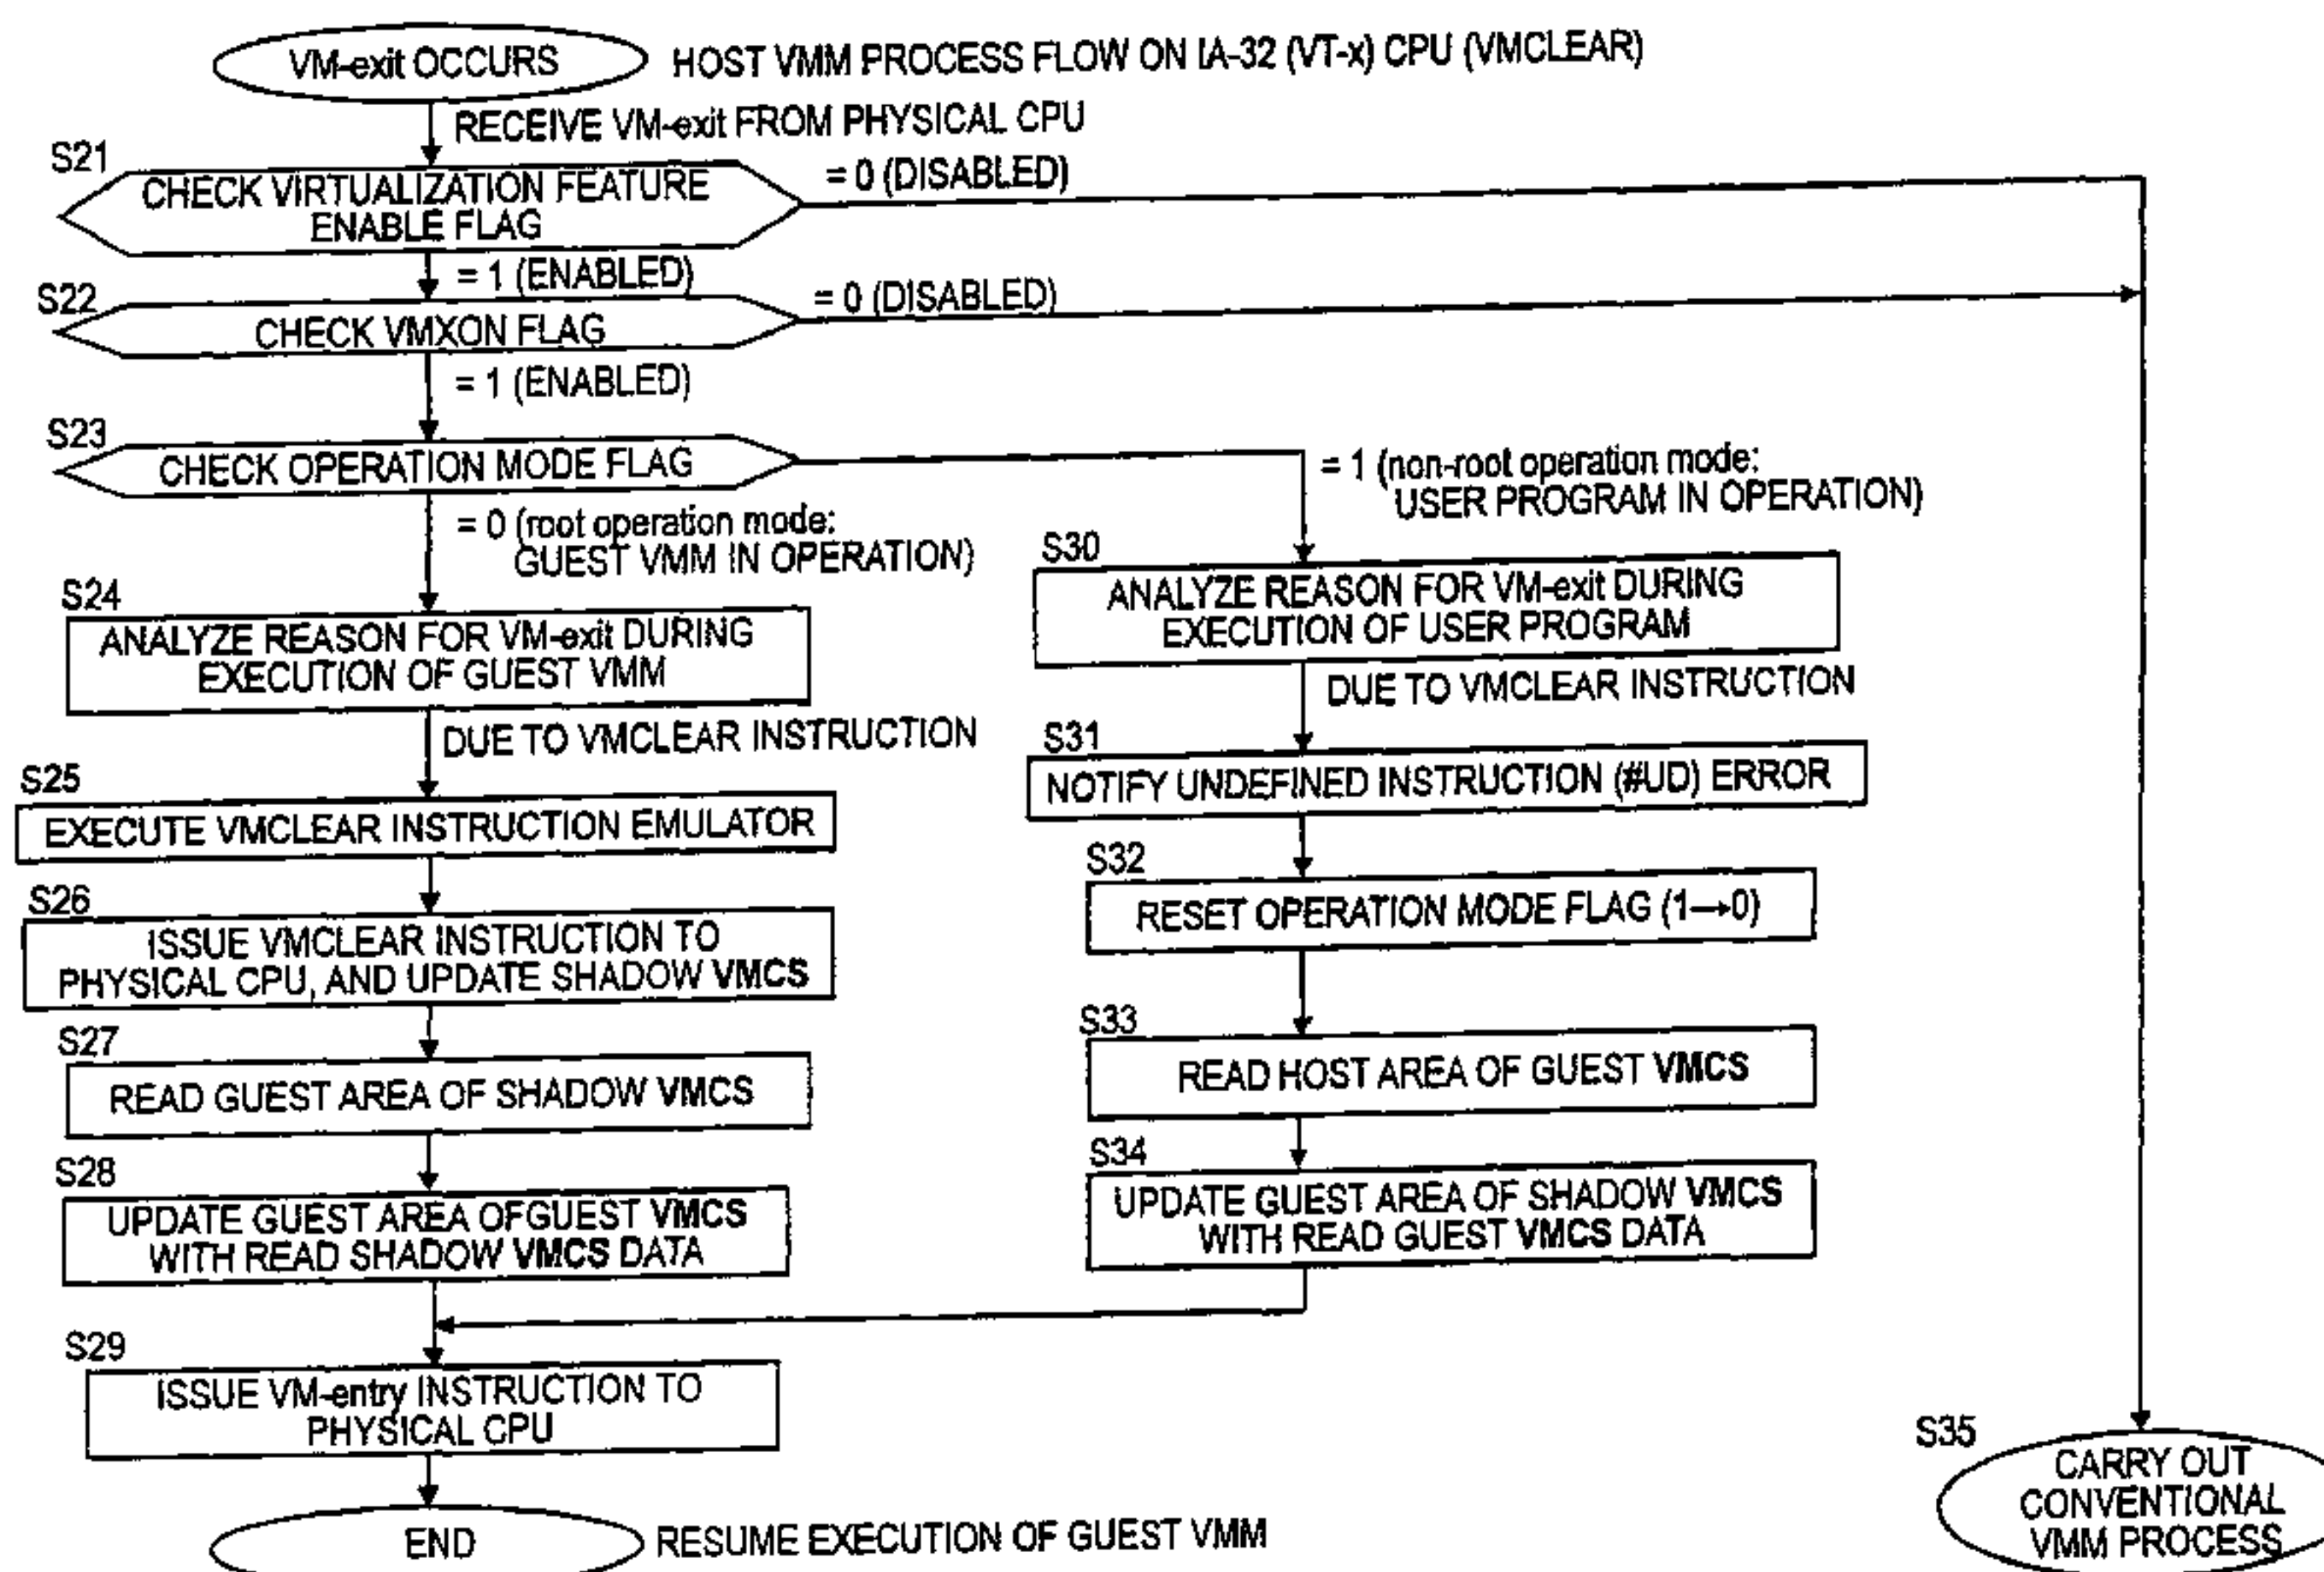 VM-exit OCCURS
HOST VMM PROCESS FLOW ON IA-32 (VT-x) CPU (VMCLEAR)
RECEIVE VM-exit FROM PHYSICAL CPU
S21
CHECK VIRTUALIZATION FEATURE
ENABLE FLAG
= 0 (DISABLED)
= 1 (ENABLED)
S22
CHECK VMXON FLAG
= 0 (DISABLED)
= 1 (ENABLED)
S23
CHECK OPERATION MODE FLAG
= 1 (non-root operation mode:
USER PROGRAM IN OPERATION)
= 0 (root operation mode:
GUEST VMM IN OPERATION)
S24
ANALYZE REASON FOR VM-exit DURING
EXECUTION OF GUEST VMM
DUE TO VMCLEAR INSTRUCTION
S25
EXECUTE VMCLEAR INSTRUCTION EMULATOR
S26
ISSUE VMCLEAR INSTRUCTION TO
PHYSICAL CPU, AND UPDATE SHADOW VMCS
S27
READ GUEST AREA OF SHADOW VMCS
S28
UPDATE GUEST AREA OFGUEST VMCS
WITH READ SHADOW VMCS DATA
S30
ANALYZE REASON FOR VM-exit DURING
EXECUTION OF USER PROGRAM
DUE TO VMCLEAR INSTRUCTION
S31
NOTIFY UNDEFINED INSTRUCTION (#UD) ERROR
S32
RESET OPERATION MODE FLAG (1→0)
S33
READ HOST AREA OF GUEST VMCS
S34
UPDATE GUEST AREA OF SHADOW VMCS
WITH READ GUEST VMCS DATA
S29
ISSUE VM-entry INSTRUCTION TO
PHYSICAL CPU
END
RESUME EXECUTION OF GUEST VMM
S35
CARRY OUT
CONVENTIONAL
VMM PROCESS